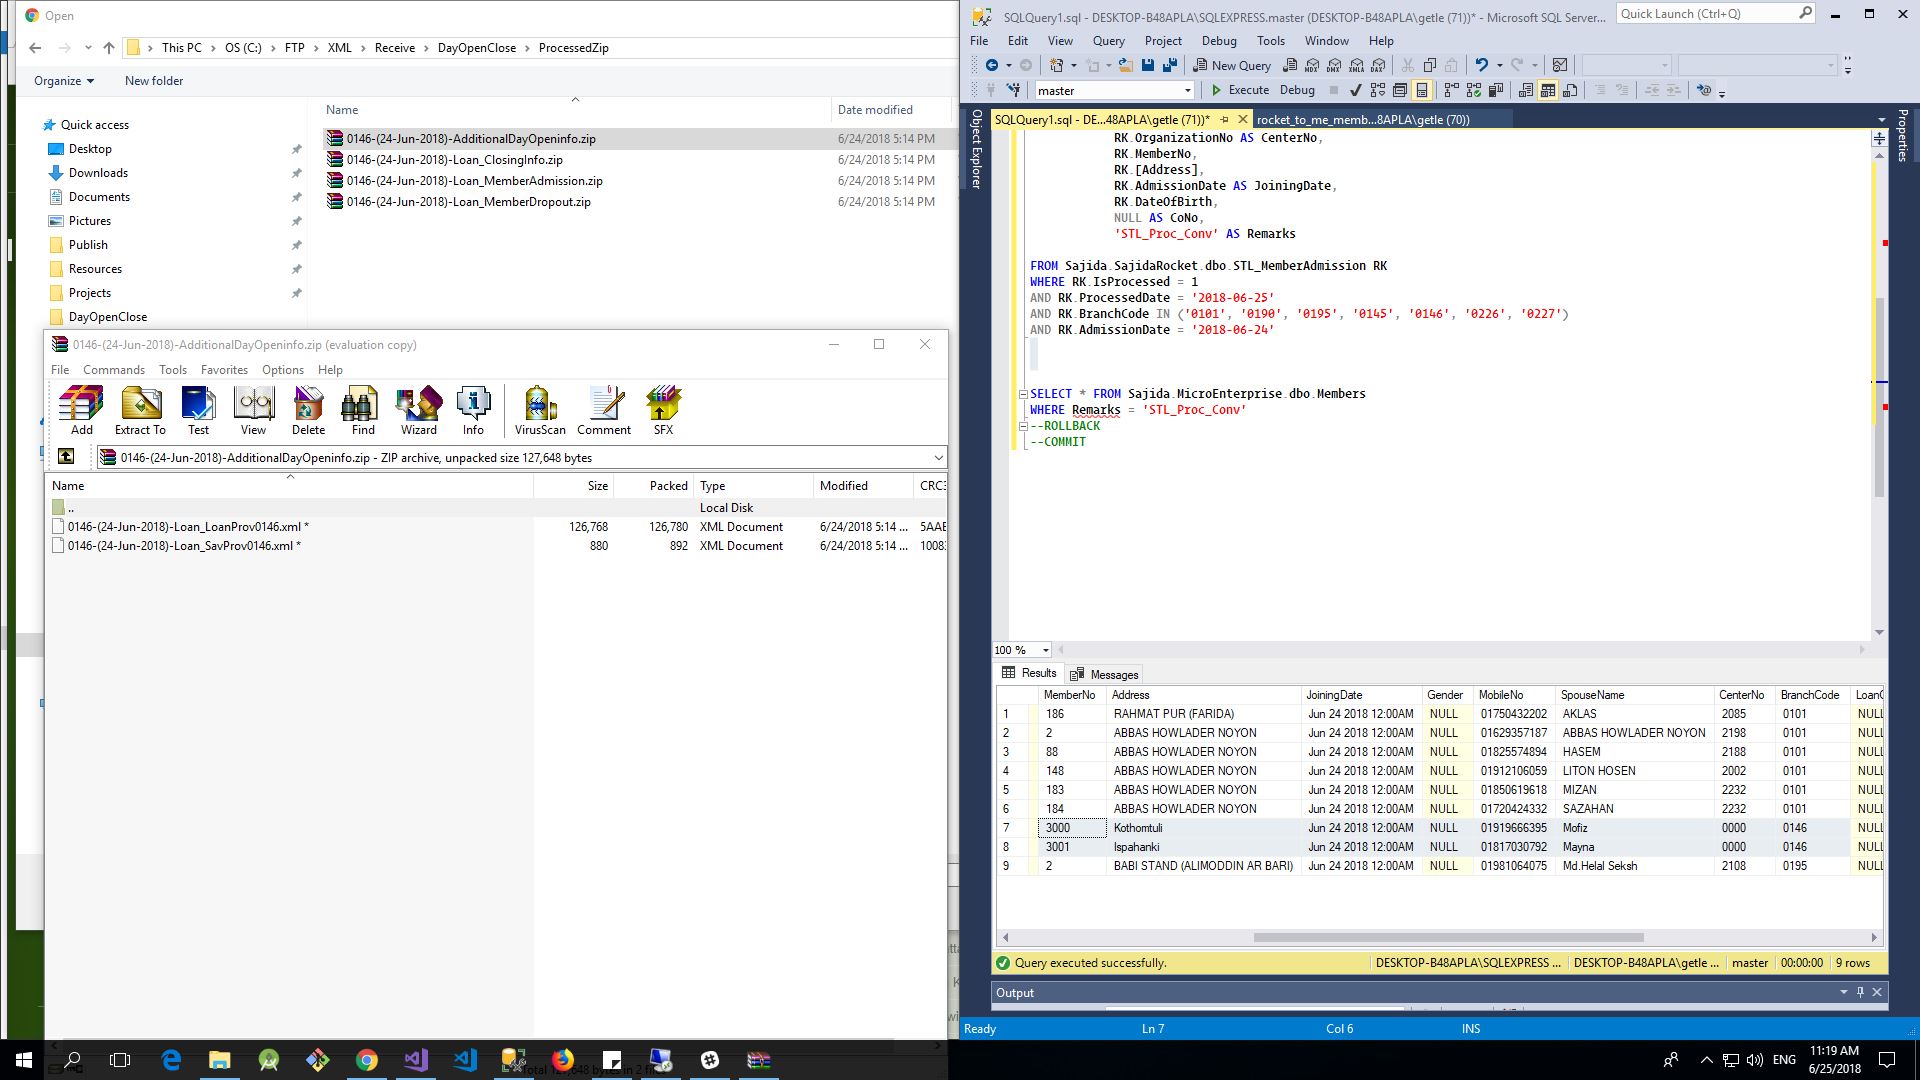 Open
This PC > OS (C:) > FTP > XML > Receive > DayOpenClose > ProcessedZip
Organize
New folder
Name
Date modified
Quick access
Desktop
Downloads
Documents
Pictures
Publish
Resources
Projects
DayOpenClose
0146-(24-Jun-2018)-AdditionalDayOpeninfo.zip 6/24/2018 5:14 PM
0146-(24-Jun-2018)-Loan_ClosingInfo.zip 6/24/2018 5:14 PM
0146-(24-Jun-2018)-Loan_MemberAdmission.zip 6/24/2018 5:14 PM
0146-(24-Jun-2018)-Loan_MemberDropout.zip 6/24/2018 5:14 PM
0146-(24-Jun-2018)-AdditionalDayOpeninfo.zip (evaluation copy)
File Commands Tools Favorites Options Help
Add Extract To Test View Delete Find Wizard Info VirusScan Comment SFX
0146-(24-Jun-2018)-AdditionalDayOpeninfo.zip - ZIP archive, unpacked size 127,648 bytes
Name Size Packed Type Modified CRC3
.. Local Disk
0146-(24-Jun-2018)-Loan_LoanProv0146.xml * 126,768 126,780 XML Document 6/24/2018 5:14 ... 5AAE
0146-(24-Jun-2018)-Loan_SavProv0146.xml * 880 892 XML Document 6/24/2018 5:14 ...
SQLQuery1.sql - DESKTOP-B48APLA\SQLEXPRESS.master (DESKTOP-B48APLA\getle (71))* - Microsoft SQL Server...
Quick Launch (Ctrl+Q)
File Edit View Query Project Debug Tools Window Help
New Query
master
Execute Debug
SQLQuery1.sql - DE...48APLA\getle (71))*
rocket_to_me_memb...8APLA\getle (70))
Object Explorer
Properties
RK.OrganizationNo AS CenterNo,
RK.MemberNo,
RK.[Address],
RK.AdmissionDate AS JoiningDate,
RK.DateOfBirth,
NULL AS CoNo,
'STL_Proc_Conv' AS Remarks
FROM Sajida.SajidaRocket.dbo.STL_MemberAdmission RK
WHERE RK.IsProcessed = 1
AND RK.ProcessedDate = '2018-06-25'
AND RK.BranchCode IN ('0101', '0190', '0195', '0145', '0146', '0226', '0227')
AND RK.AdmissionDate = '2018-06-24'
SELECT * FROM Sajida.MicroEnterprise.dbo.Members
WHERE Remarks = 'STL_Proc_Conv'
--ROLLBACK
--COMMIT
100 %
Results Messages
MemberNo Address JoiningDate Gender MobileNo SpouseName CenterNo BranchCode
1 186 RAHMAT PUR (FARIDA) Jun 24 2018 12:00AM NULL 01750432202 AKLAS 2085 0101 NULL
2 2 ABBAS HOWLADER NOYON Jun 24 2018 12:00AM NULL 01629357187 ABBAS HOWLADER NOYON 2198 0101 NULL
3 88 ABBAS HOWLADER NOYON Jun 24 2018 12:00AM NULL 01825574894 HASEM 2188 0101 NULL
4 148 ABBAS HOWLADER NOYON Jun 24 2018 12:00AM NULL 01912106059 LITON HOSEN 2002 0101 NULL
5 183 ABBAS HOWLADER NOYON Jun 24 2018 12:00AM NULL 01850619618 MIZAN 2232 0101 NULL
6 184 ABBAS HOWLADER NOYON Jun 24 2018 12:00AM NULL 01720424332 SAZAHAN 2232 0101 NULL
7 3000 Kothomtuli Jun 24 2018 12:00AM NULL 01919666395 Mofiz 0000 0146 NULL
8 3001 Ispahanki Jun 24 2018 12:00AM NULL 01817030792 Mayna 0000 0146 NULL
9 2 BABI STAND (ALIMODDIN AR BARI) Jun 24 2018 12:00AM NULL 01981064075 Md.Helal Seksh 2108 0195 NULL
Query executed successfully. DESKTOP-B48APLA\SQLEXPRESS ... DESKTOP-B48APLA\getle ... master 00:00:00 9 rows
Output
Ready Ln 7 Col 6 INS
Total 127,648 bytes in 2 files
ENG
11:19 AM
6/25/2018